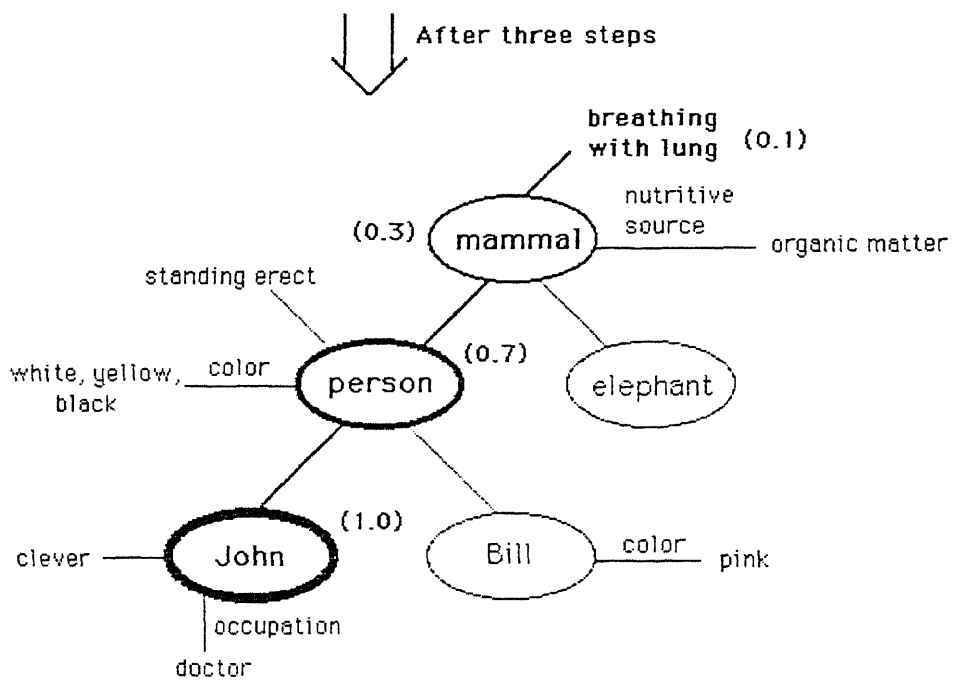 After three steps
breathing
with lung (0.1)
nutritive
source
(0.3) mammal
organic matter
standing erect
(0.7)
color
white, yellow,
black
person
elephant
(1.0)
clever
John
Bill
color
pink
occupation
doctor